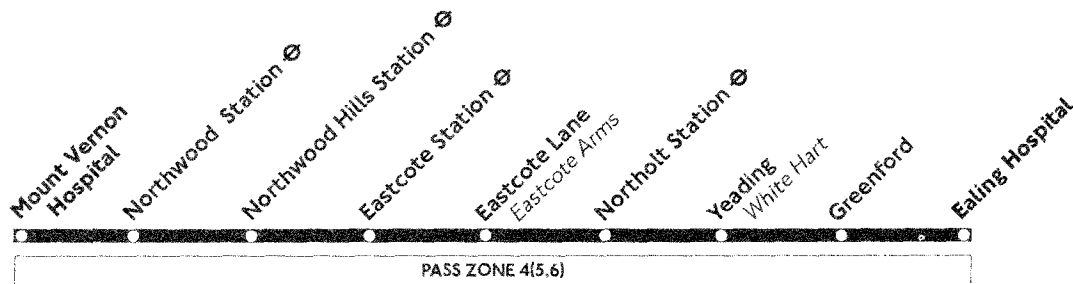 Mount Vernon
Hospital
Northwood Station
Northwood Hills Station
Eastcote Station
Eastcote Lane
Eastcote Arms
Northolt Station
Yeading
White Hart
Greenford
Ealing Hospital
PASS ZONE 4(5,6)